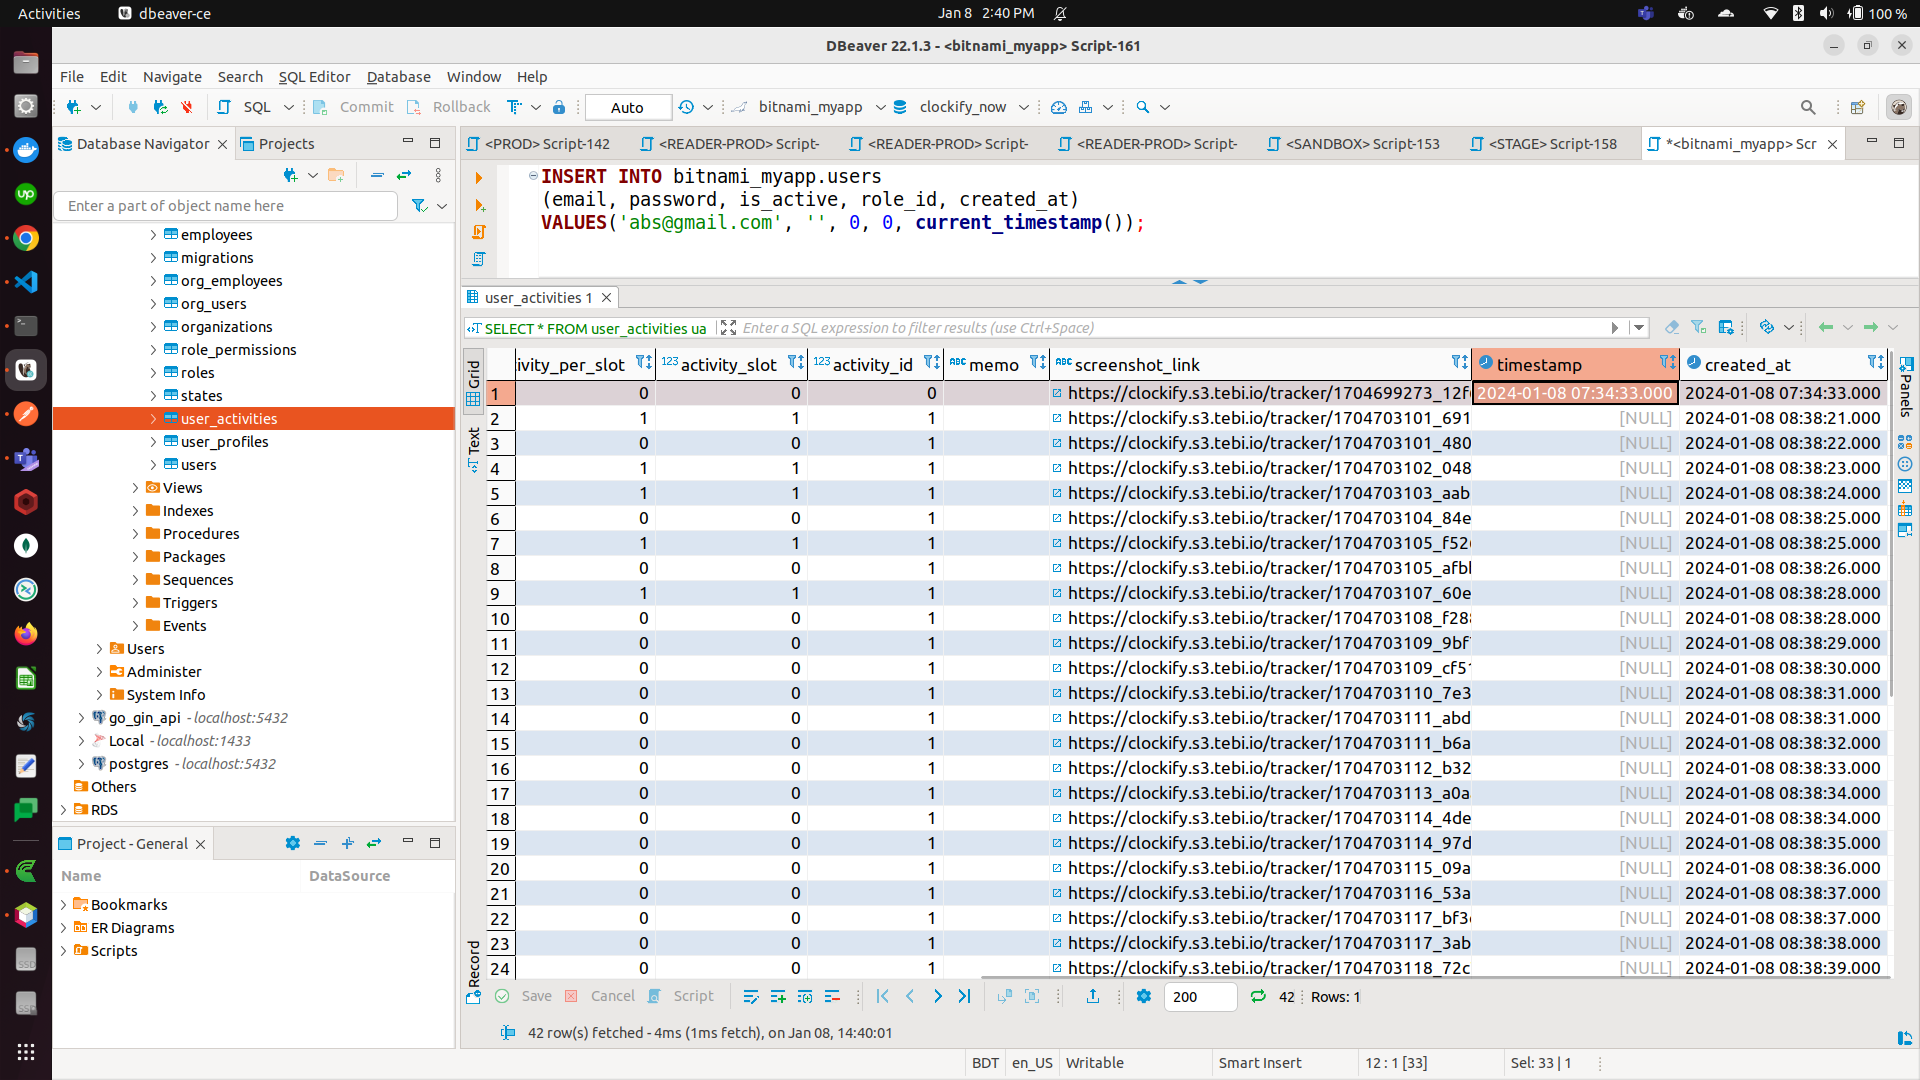 Activities
dbeaver-ce
Jan 8 2:40 PM
100 %
DBeaver 22.1.3 - <bitnami_myapp> Script-161
File Edit Navigate Search SQL Editor Database Window Help
SQL
Commit
Rollback
Auto
bitnami_myapp
clockify_now
Database Navigator
Projects
Enter a part of object name here
employees
migrations
org_employees
org_users
organizations
role_permissions
roles
states
user_activities
user_profiles
users
Views
Indexes
Procedures
Packages
Sequences
Triggers
Events
Users
Administer
System Info
go_gin_api - localhost:5432
Local - localhost:1433
postgres - localhost:5432
Others
RDS
Project - General
Name DataSource
Bookmarks
ER Diagrams
Scripts
<PROD> Script-142
<READER-PROD> Script-
<READER-PROD> Script-
<READER-PROD> Script-
<SANDBOX> Script-153
<STAGE> Script-158
*<bitnami_myapp> Scr
INSERT INTO bitnami_myapp.users
(email, password, is_active, role_id, created_at)
VALUES('abs@gmail.com', '', 0, 0, current_timestamp());
user_activities 1
SELECT * FROM user_activities ua
Enter a SQL expression to filter results (use Ctrl+Space)
Grid
Text
Record
Panels
ivity_per_slot 123 activity_slot 123 activity_id ABC memo ABC screenshot_link timestamp created_at
1 0 0 0 https://clockify.s3.tebi.io/tracker/1704699273_12f 2024-01-08 07:34:33.000 2024-01-08 07:34:33.000
2 1 1 1 https://clockify.s3.tebi.io/tracker/1704703101_691 [NULL] 2024-01-08 08:38:21.000
3 0 0 1 https://clockify.s3.tebi.io/tracker/1704703101_480 [NULL] 2024-01-08 08:38:22.000
4 1 1 1 https://clockify.s3.tebi.io/tracker/1704703102_048 [NULL] 2024-01-08 08:38:23.000
5 1 1 1 https://clockify.s3.tebi.io/tracker/1704703103_aab [NULL] 2024-01-08 08:38:24.000
6 0 0 1 https://clockify.s3.tebi.io/tracker/1704703104_84e [NULL] 2024-01-08 08:38:25.000
7 1 1 1 https://clockify.s3.tebi.io/tracker/1704703105_f52 [NULL] 2024-01-08 08:38:25.000
8 0 0 1 https://clockify.s3.tebi.io/tracker/1704703105_afb [NULL] 2024-01-08 08:38:26.000
9 1 1 1 https://clockify.s3.tebi.io/tracker/1704703107_60e [NULL] 2024-01-08 08:38:28.000
10 0 0 1 https://clockify.s3.tebi.io/tracker/1704703108_f28 [NULL] 2024-01-08 08:38:28.000
11 0 0 1 https://clockify.s3.tebi.io/tracker/1704703109_9bf [NULL] 2024-01-08 08:38:29.000
12 0 0 1 https://clockify.s3.tebi.io/tracker/1704703109_cf5 [NULL] 2024-01-08 08:38:30.000
13 0 0 1 https://clockify.s3.tebi.io/tracker/1704703110_7e3 [NULL] 2024-01-08 08:38:31.000
14 0 0 1 https://clockify.s3.tebi.io/tracker/1704703111_abd [NULL] 2024-01-08 08:38:31.000
15 0 0 1 https://clockify.s3.tebi.io/tracker/1704703111_b6a [NULL] 2024-01-08 08:38:32.000
16 0 0 1 https://clockify.s3.tebi.io/tracker/1704703112_b32 [NULL] 2024-01-08 08:38:33.000
17 0 0 1 https://clockify.s3.tebi.io/tracker/1704703113_a0a [NULL] 2024-01-08 08:38:34.000
18 0 0 1 https://clockify.s3.tebi.io/tracker/1704703114_4de [NULL] 2024-01-08 08:38:34.000
19 0 0 1 https://clockify.s3.tebi.io/tracker/1704703114_97d [NULL] 2024-01-08 08:38:35.000
20 0 0 1 https://clockify.s3.tebi.io/tracker/1704703115_09a [NULL] 2024-01-08 08:38:36.000
21 0 0 1 https://clockify.s3.tebi.io/tracker/1704703116_53a [NULL] 2024-01-08 08:38:37.000
22 0 0 1 https://clockify.s3.tebi.io/tracker/1704703117_bf3 [NULL] 2024-01-08 08:38:37.000
23 0 0 1 https://clockify.s3.tebi.io/tracker/1704703117_3ab [NULL] 2024-01-08 08:38:38.000
24 0 0 1 https://clockify.s3.tebi.io/tracker/1704703118_72c [NULL] 2024-01-08 08:38:39.000
Save
Cancel
Script
200
42
Rows: 1
42 row(s) fetched - 4ms (1ms fetch), on Jan 08, 14:40:01
BDT en_US Writable Smart Insert 12 : 1 [33] Sel: 33 | 1